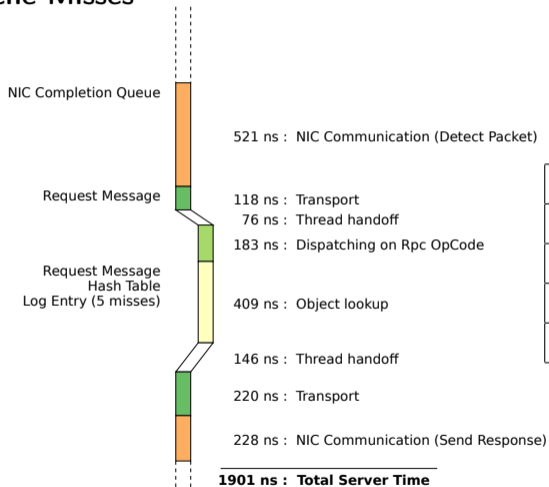 Misses
NIC Completion Queue
521 ns : NIC Communication (Detect Packet)
Request Message
118 ns : Transport
76 ns : Thread handoff
183 ns : Dispatching on Rpc OpCode
Request Message
Hash Table
Log Entry (5 misses)
409 ns : Object lookup
146 ns : Thread handoff
220 ns : Transport
228 ns : NIC Communication (Send Response)
1901 ns : Total Server Time